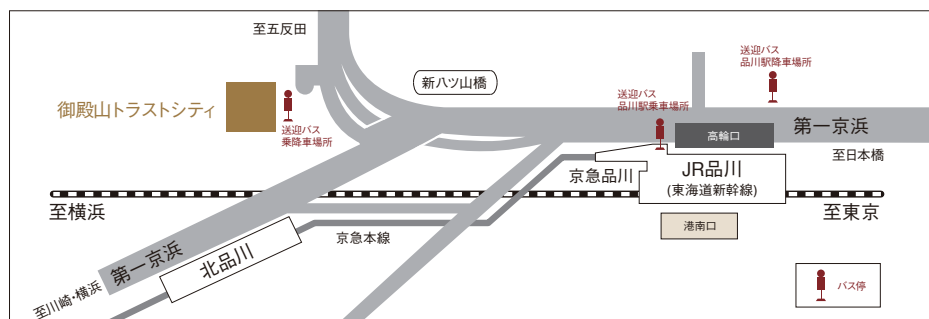 至五反田
送迎バス
品川駅降車場所
新八ツ山橋
御殿山トラストシティ
送迎バス
乗降車場所
送迎バス
品川駅乗車場所
第一京浜
高輪口
至日本橋
京急品川
JR品川
(東海道新幹線)
至横浜
至東京
港南口
京急本線
北品川
第一京浜
至川崎・横浜
バス停